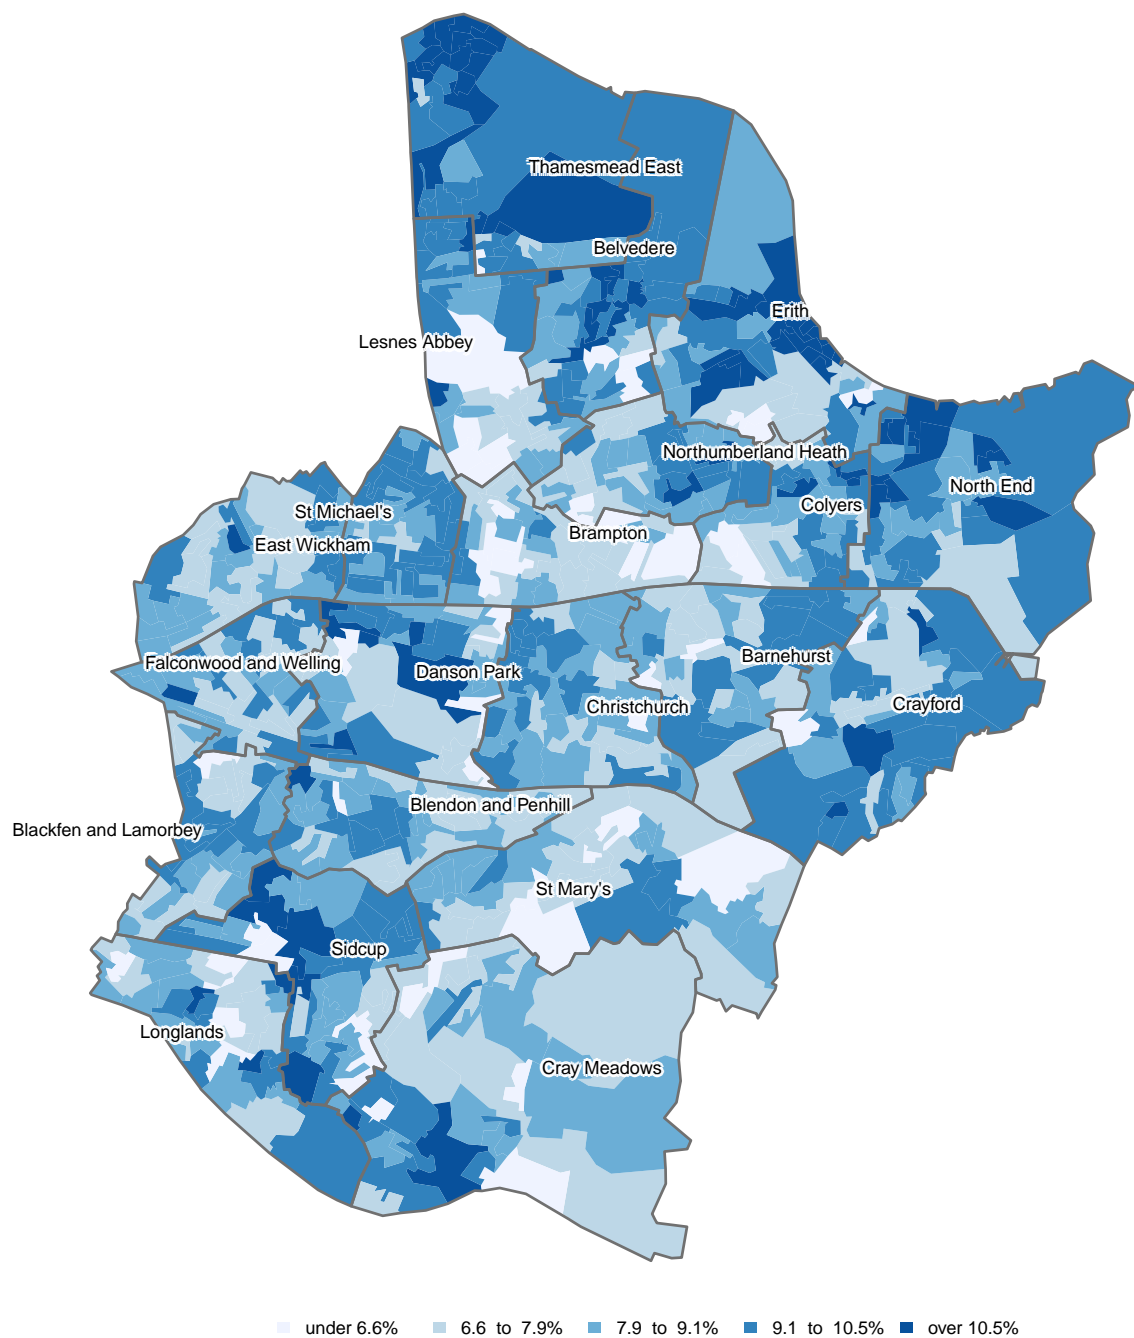 Thamesmead East
Belvedere
Erith
Lesnes Abbey
Northumberland Heath
North End
Colyers
St Michael's
Brampton
East Wickham
Barnehurst
Falconwood and Welling
Danson Park
Crayford
Christchurch
Blendon and Penhill
Blackfen and Lamorbey
St Mary's
Sidcup
Longlands
Cray Meadows
under 6.6% 6.6 to 7.9% 7.9 to 9.1% 9.1 to 10.5% over 10.5%